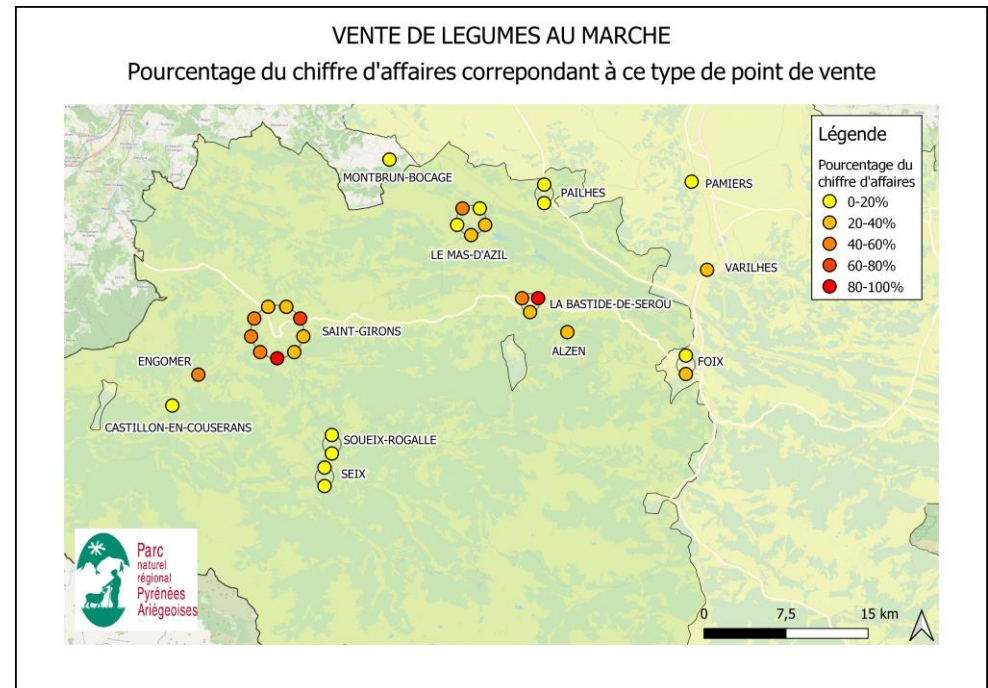 VENTE DE LEGUMES AU MARCHE
Pourcentage du chiffre d'affaires correpondant à ce type de point de vente
Légende
Pourcentage du
chiffre d'affaires
0-20%
20-40%
40-60%
60-80%
80-100%
MONTBRUN-BOCAGE
PAILHES
PAMIERS
LE MAS-D'AZIL
VARILHES
LA BASTIDE-DE-SEROU
SAINT-GIRONS
ALZEN
ENGOMER
FOIX
CASTILLON-EN-COUSERANS
SOUEIX-ROGALLE
SEIX
Parc
naturel
régional
Pyrénées
Ariégeoises
0 7,5 15 km